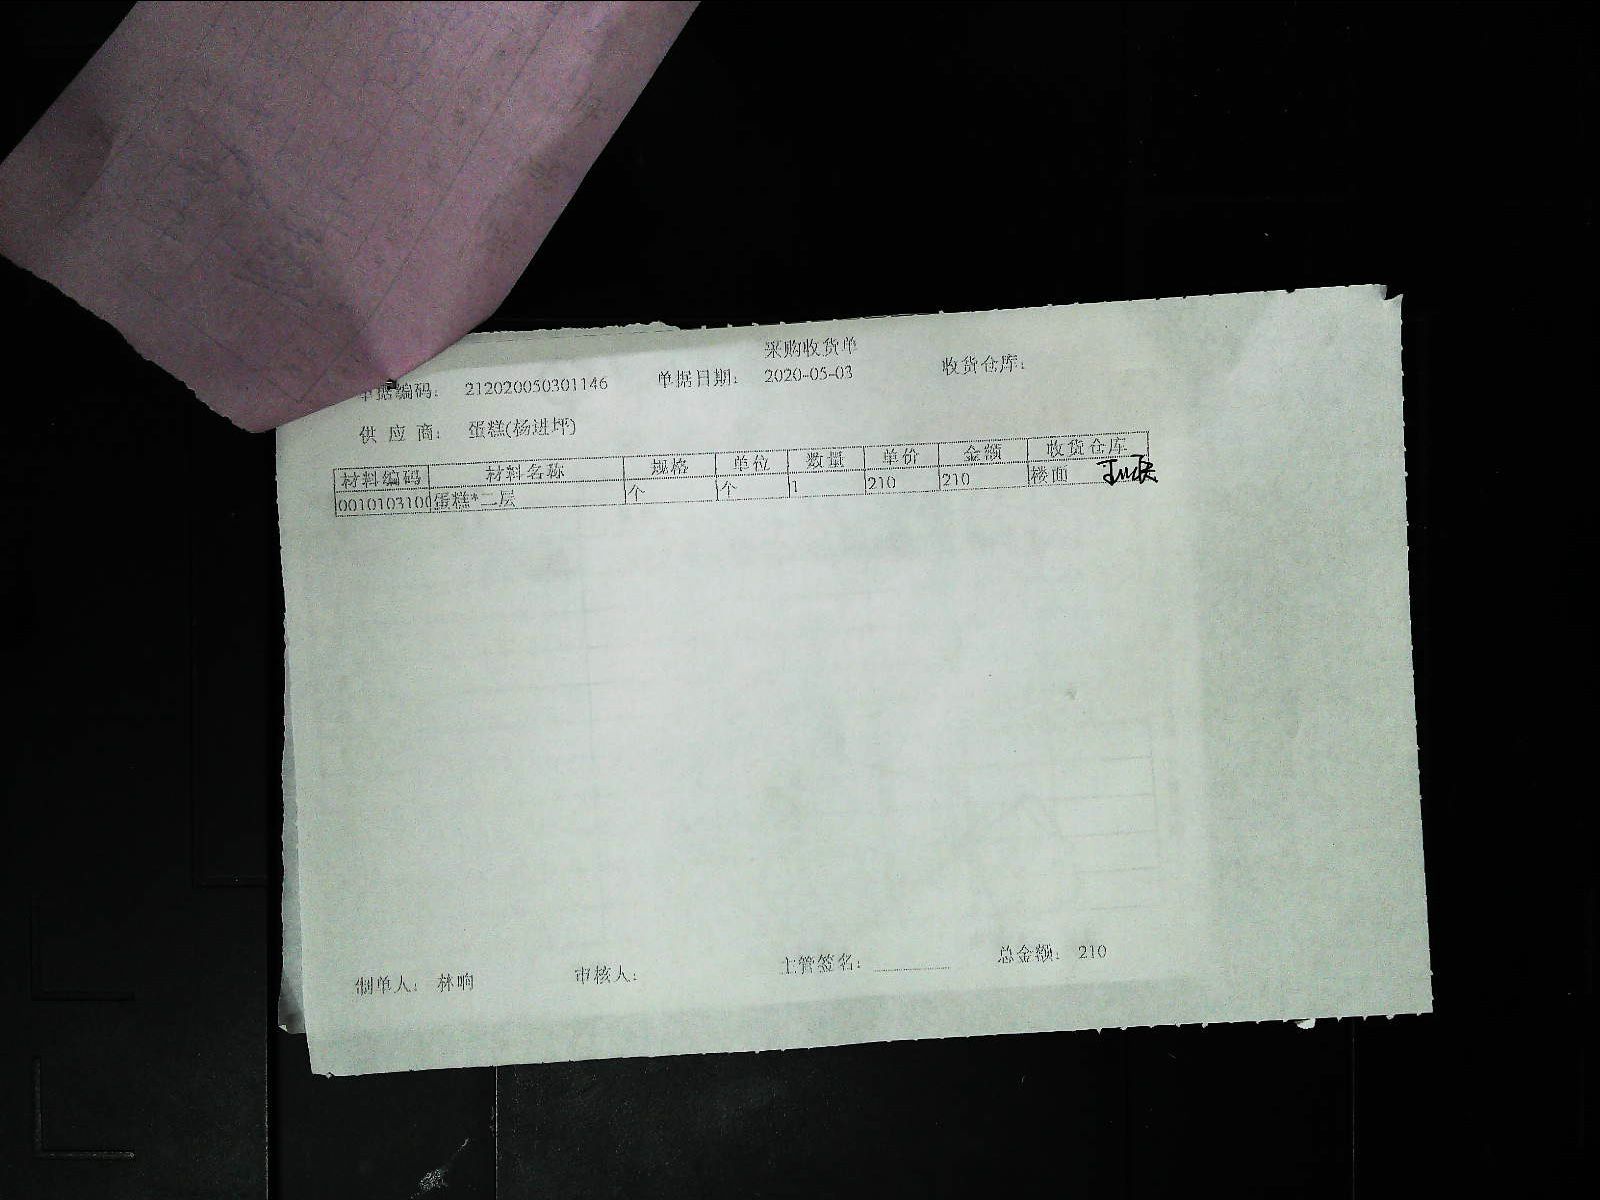 采购收货单
单据编码: 212020050301146 单据日期: 2020-05-03 收货仓库:
供 应 商: 蛋糕(杨进坪)
材料编码 材料名称 规格 单位 数量 单价 金额 收货仓库
0010103100 蛋糕*二层 个 个 1 210 210 楼面
制单人: 林响 审核人: 主管签名: 总金额: 210